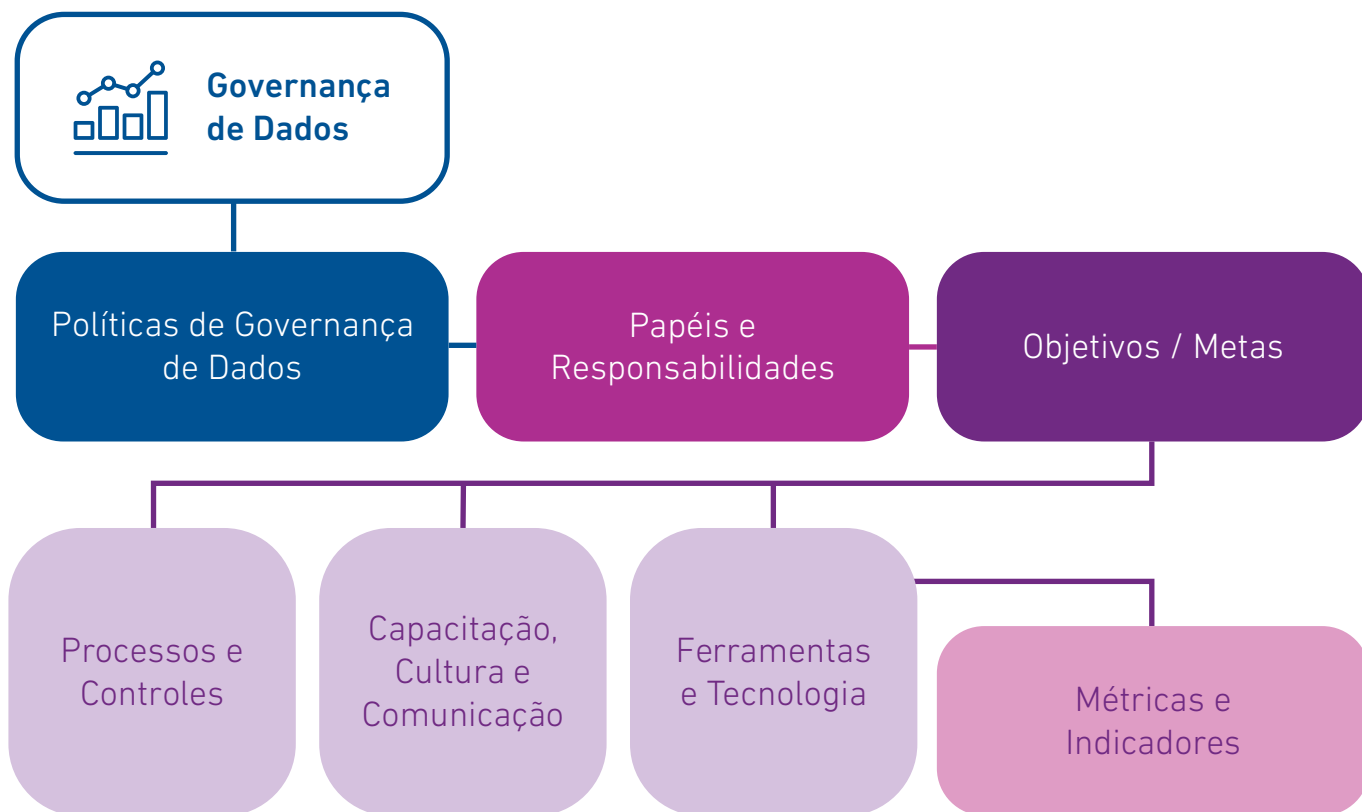 Governança
de Dados
Políticas de Governança
de Dados
Papéis e
Responsabilidades
Objetivos / Metas
Processos e
Controles
Capacitação,
Cultura e
Comunicação
Ferramentas
e Tecnologia
Métricas e
Indicadores